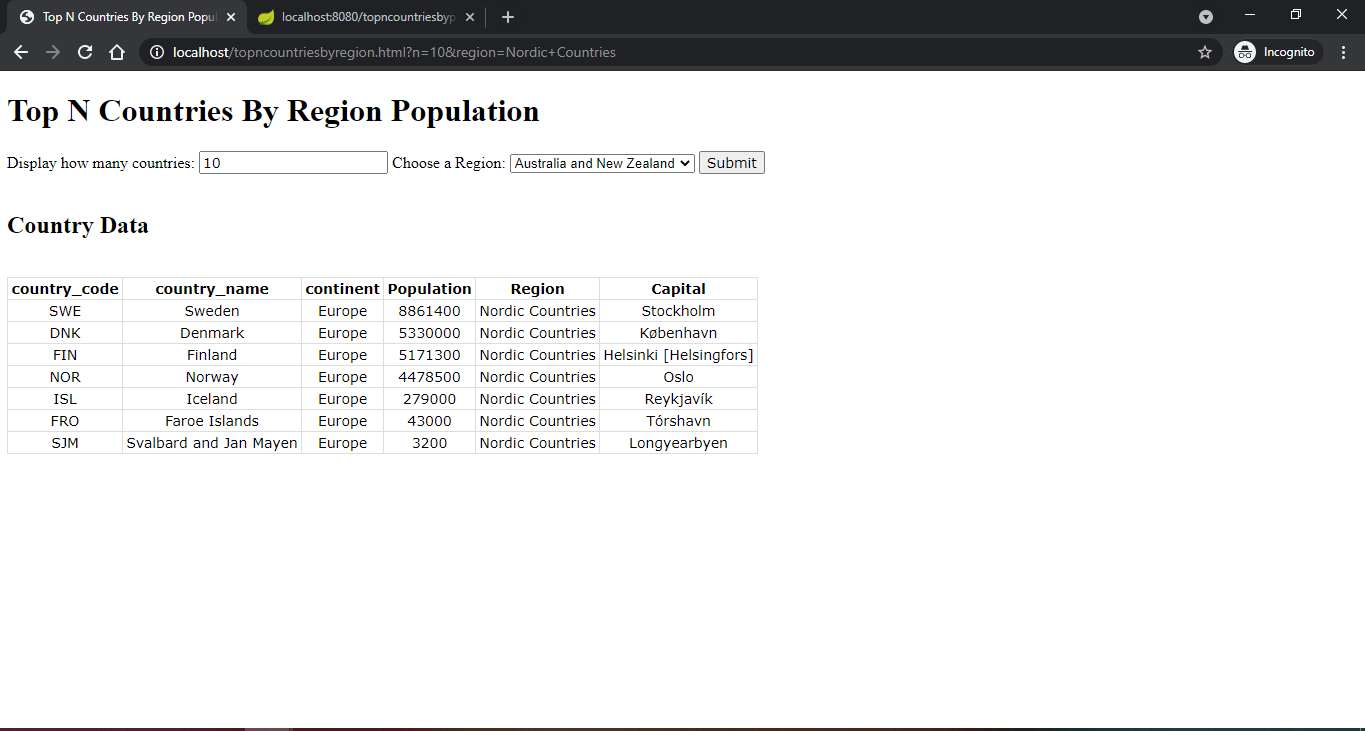 Top N Countries By Region Popul
localhost:8080/topncountriesbyp
localhost/topncountriesbyregion.html?n=10&region=Nordic+Countries
Incognito
Top N Countries By Region Population
Display how many countries: 10 Choose a Region: Australia and New Zealand Submit
Country Data
country_code country_name continent Population Region Capital
SWE Sweden Europe 8861400 Nordic Countries Stockholm
DNK Denmark Europe 5330000 Nordic Countries København
FIN Finland Europe 5171300 Nordic Countries Helsinki [Helsingfors]
NOR Norway Europe 4478500 Nordic Countries Oslo
ISL Iceland Europe 279000 Nordic Countries Reykjavík
FRO Faroe Islands Europe 43000 Nordic Countries Tórshavn
SJM Svalbard and Jan Mayen Europe 3200 Nordic Countries Longyearbyen